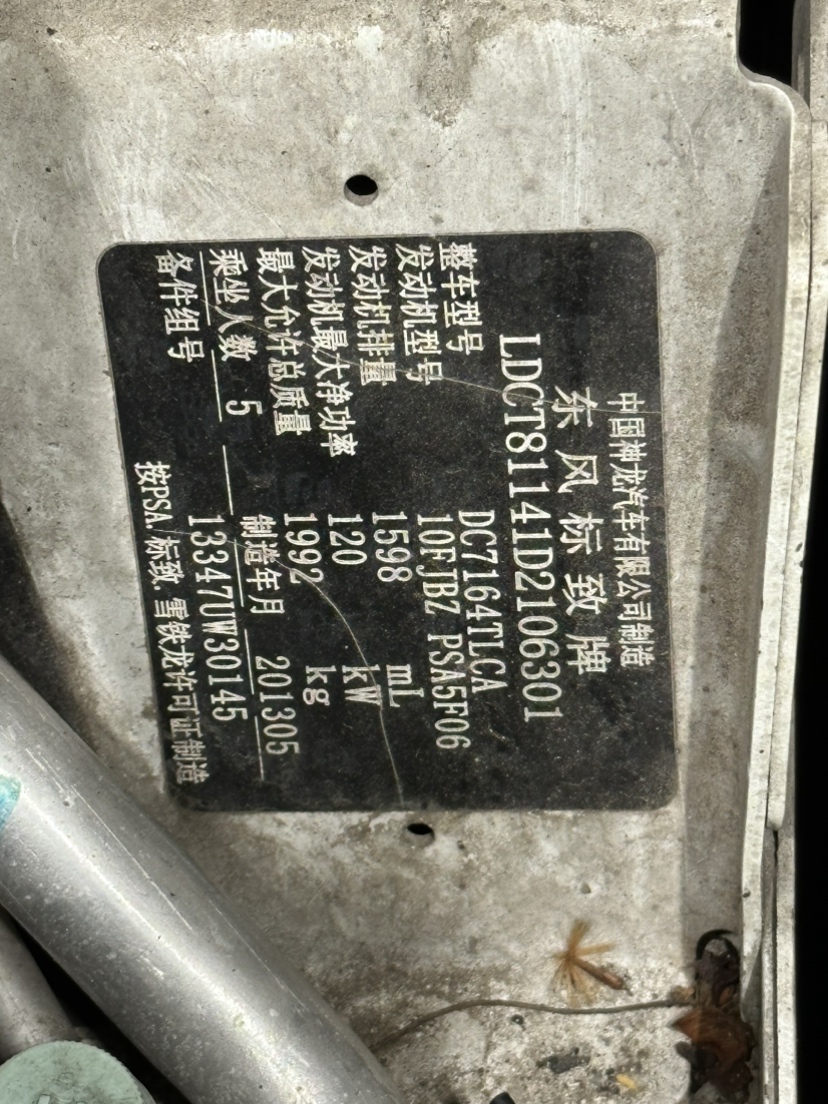 中国神龙汽车有限公司制造
东风标致牌
LDCT81141D2106301
整车型号 DC7164TLCA
发动机型号 10FJBZ PSA5F06
发动机排量 1598 mL
发动机最大净功率 120 kW
最大允许总质量 1992 kg
乘坐人数 5 制造年月 201305
备件组号 13347UW30145
按PSA.标致.雪铁龙许可证制造